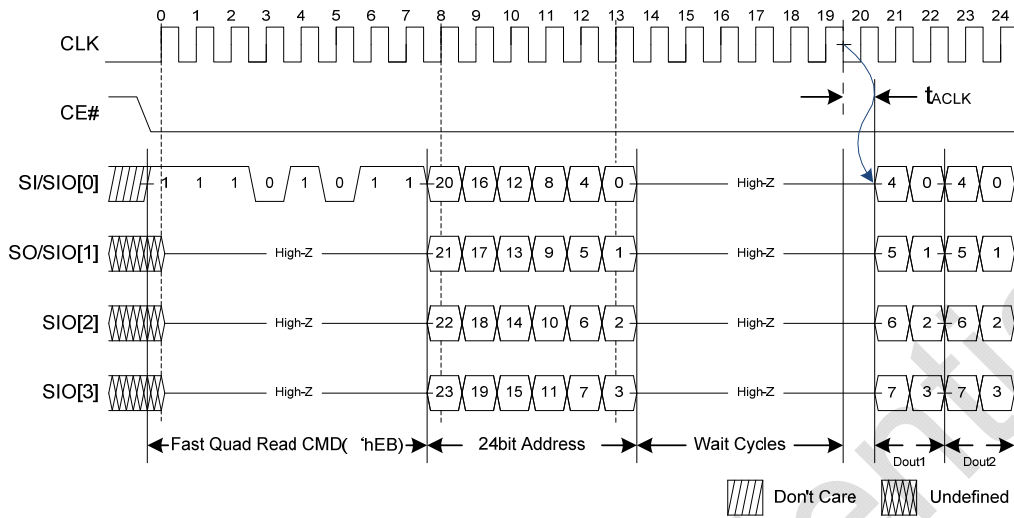 0 1 2 3 4 5 6 7 8 9 10 11 12 13 14 15 16 17 18 19 20 21 22 23 24
CLK
CE#
tACLK
SI/SIO[0] 1 1 1 0 1 0 1 1 20 16 12 8 4 0 High-Z 4 0 4 0
SO/SIO[1] High-Z 21 17 13 9 5 1 High-Z 5 1 5 1
SIO[2] High-Z 22 18 14 10 6 2 High-Z 6 2 6 2
SIO[3] High-Z 23 19 15 11 7 3 High-Z 7 3 7 3
Fast Quad Read CMD( ‘hEB) 24bit Address Wait Cycles Dout1 Dout2
Don't Care Undefined